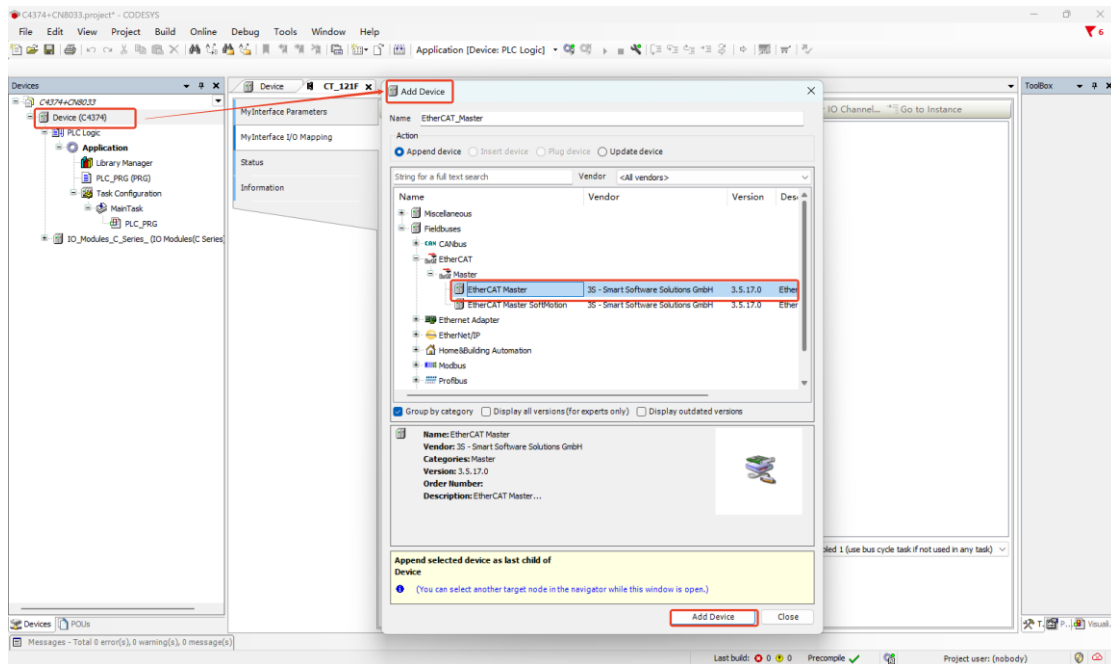 C4374+CN8033.project* - CODESYS
File Edit View Project Build Online Debug Tools Window Help
6
Application [Device: PLC Logic]
Devices
C4374+CN8033
Device (C4374)
PLC Logic
Application
Library Manager
PLC_PRG (PRG)
Task Configuration
MainTask
PLC_PRG
IO_Modules_C_Series_ (IO Modules(C Series
Device
CT_121F
MyInterface Parameters
MyInterface I/O Mapping
Status
Information
Add Device
Name EtherCAT_Master
Action
Append device Insert device Plug device Update device
String for a full text search Vendor <All vendors>
Name Vendor Version Des
Miscellaneous
Fieldbuses
CAN CANbus
EtherCAT
Master
EtherCAT Master 3S - Smart Software Solutions GmbH 3.5.17.0 Ether
EtherCAT Master SoftMotion 3S - Smart Software Solutions GmbH 3.5.17.0 Ether
Ethernet Adapter
EtherNet/IP
Home&Building Automation
Modbus
Profibus
Group by category Display all versions(for experts only) Display outdated versions
Name: EtherCAT Master
Vendor: 3S - Smart Software Solutions GmbH
Categories: Master
Version: 3.5.17.0
Order Number:
Description: EtherCAT Master...
Append selected device as last child of
Device
(You can select another target node in the navigator while this window is open.)
Add Device Close
IO Channel... Go to Instance
bled 1 (use bus cycle task if not used in any task)
ToolBox
Devices POUs
T. P... Visuali.
Messages - Total 0 error(s), 0 warning(s), 0 message(s)
Last build: 0 0 Precompile Project user: (nobody)